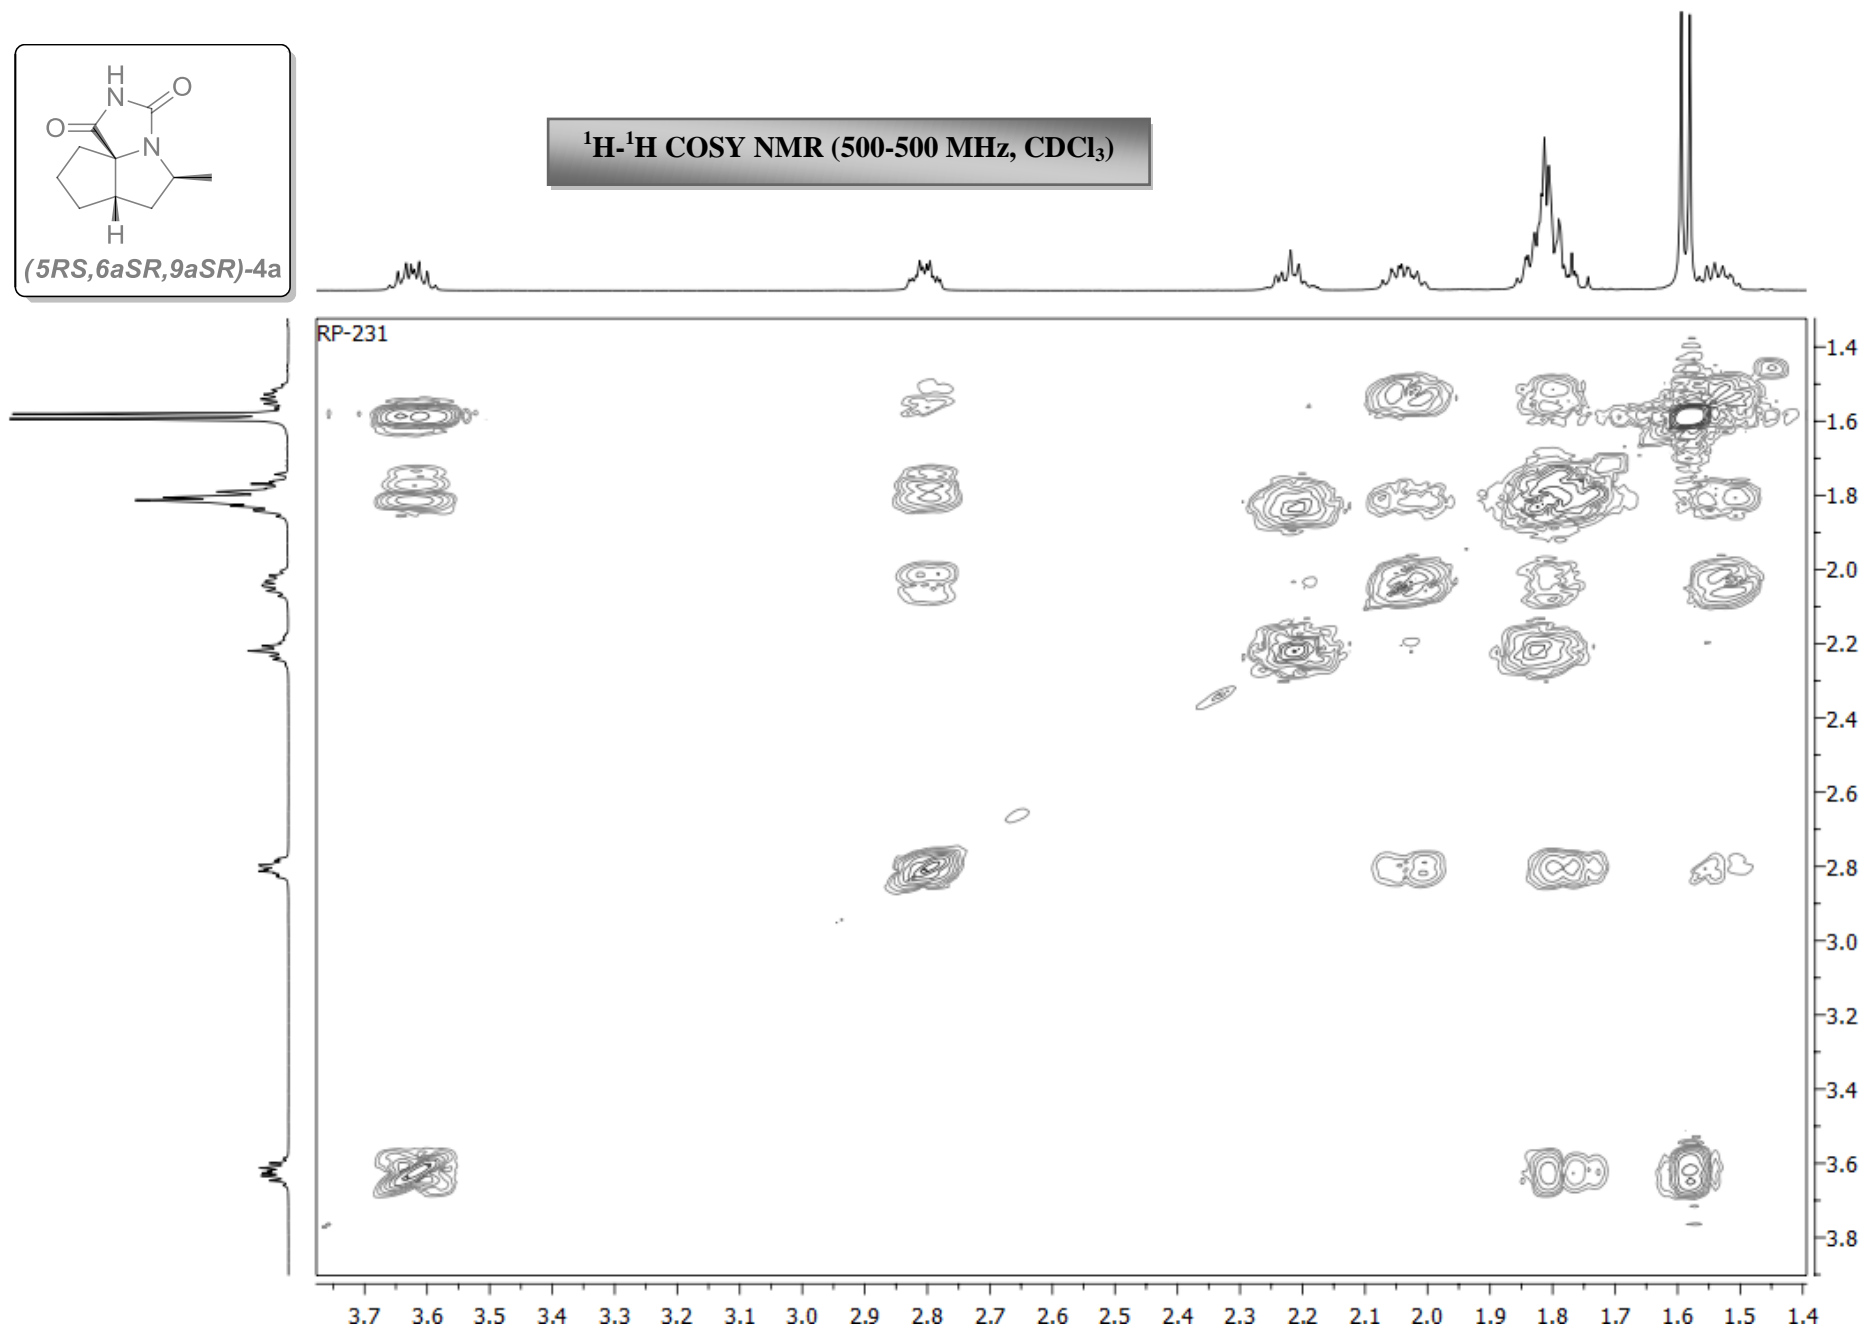 H
N
O
O
N
H
(5RS,6aSR,9aSR)-4a
¹H-¹H COSY NMR (500-500 MHz, CDCl₃)
RP-231
1.4
1.6
1.8
2.0
2.2
2.4
2.6
2.8
3.0
3.2
3.4
3.6
3.8
3.7 3.6 3.5 3.4 3.3 3.2 3.1 3.0 2.9 2.8 2.7 2.6 2.5 2.4 2.3 2.2 2.1 2.0 1.9 1.8 1.7 1.6 1.5 1.4